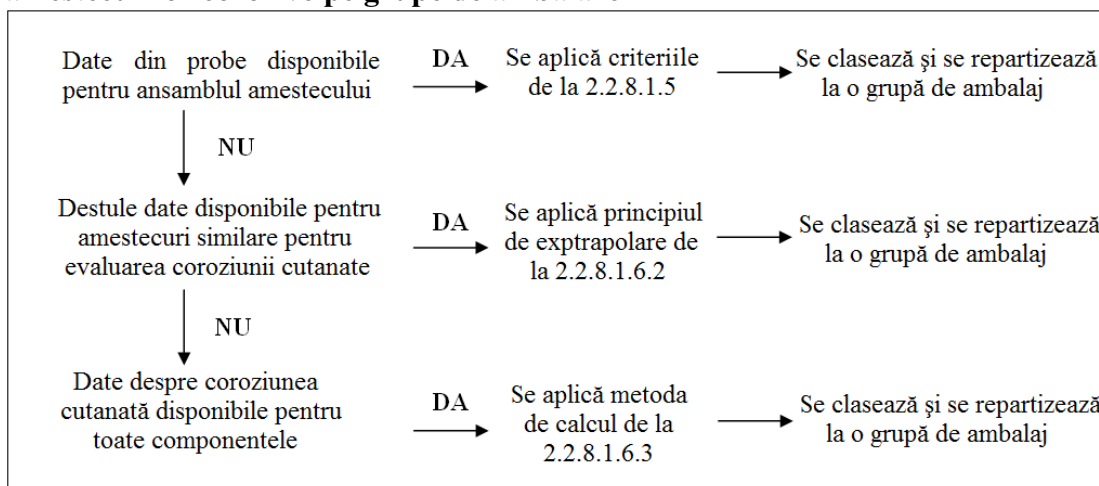 Date din probe disponibile
pentru ansamblul amestecului
DA
Se aplică criteriile
de la 2.2.8.1.5
Se clasează şi se repartizează
la o grupă de ambalaj
NU
Destule date disponibile pentru
amestecuri similare pentru
evaluarea coroziunii cutanate
DA
Se aplică principiul
de exptrapolare de
la 2.2.8.1.6.2
Se clasează şi se repartizează
la o grupă de ambalaj
NU
Date despre coroziunea
cutanată disponibile pentru
toate componentele
DA
Se aplică metoda
de calcul de la
2.2.8.1.6.3
Se clasează şi se repartizează
la o grupă de ambalaj